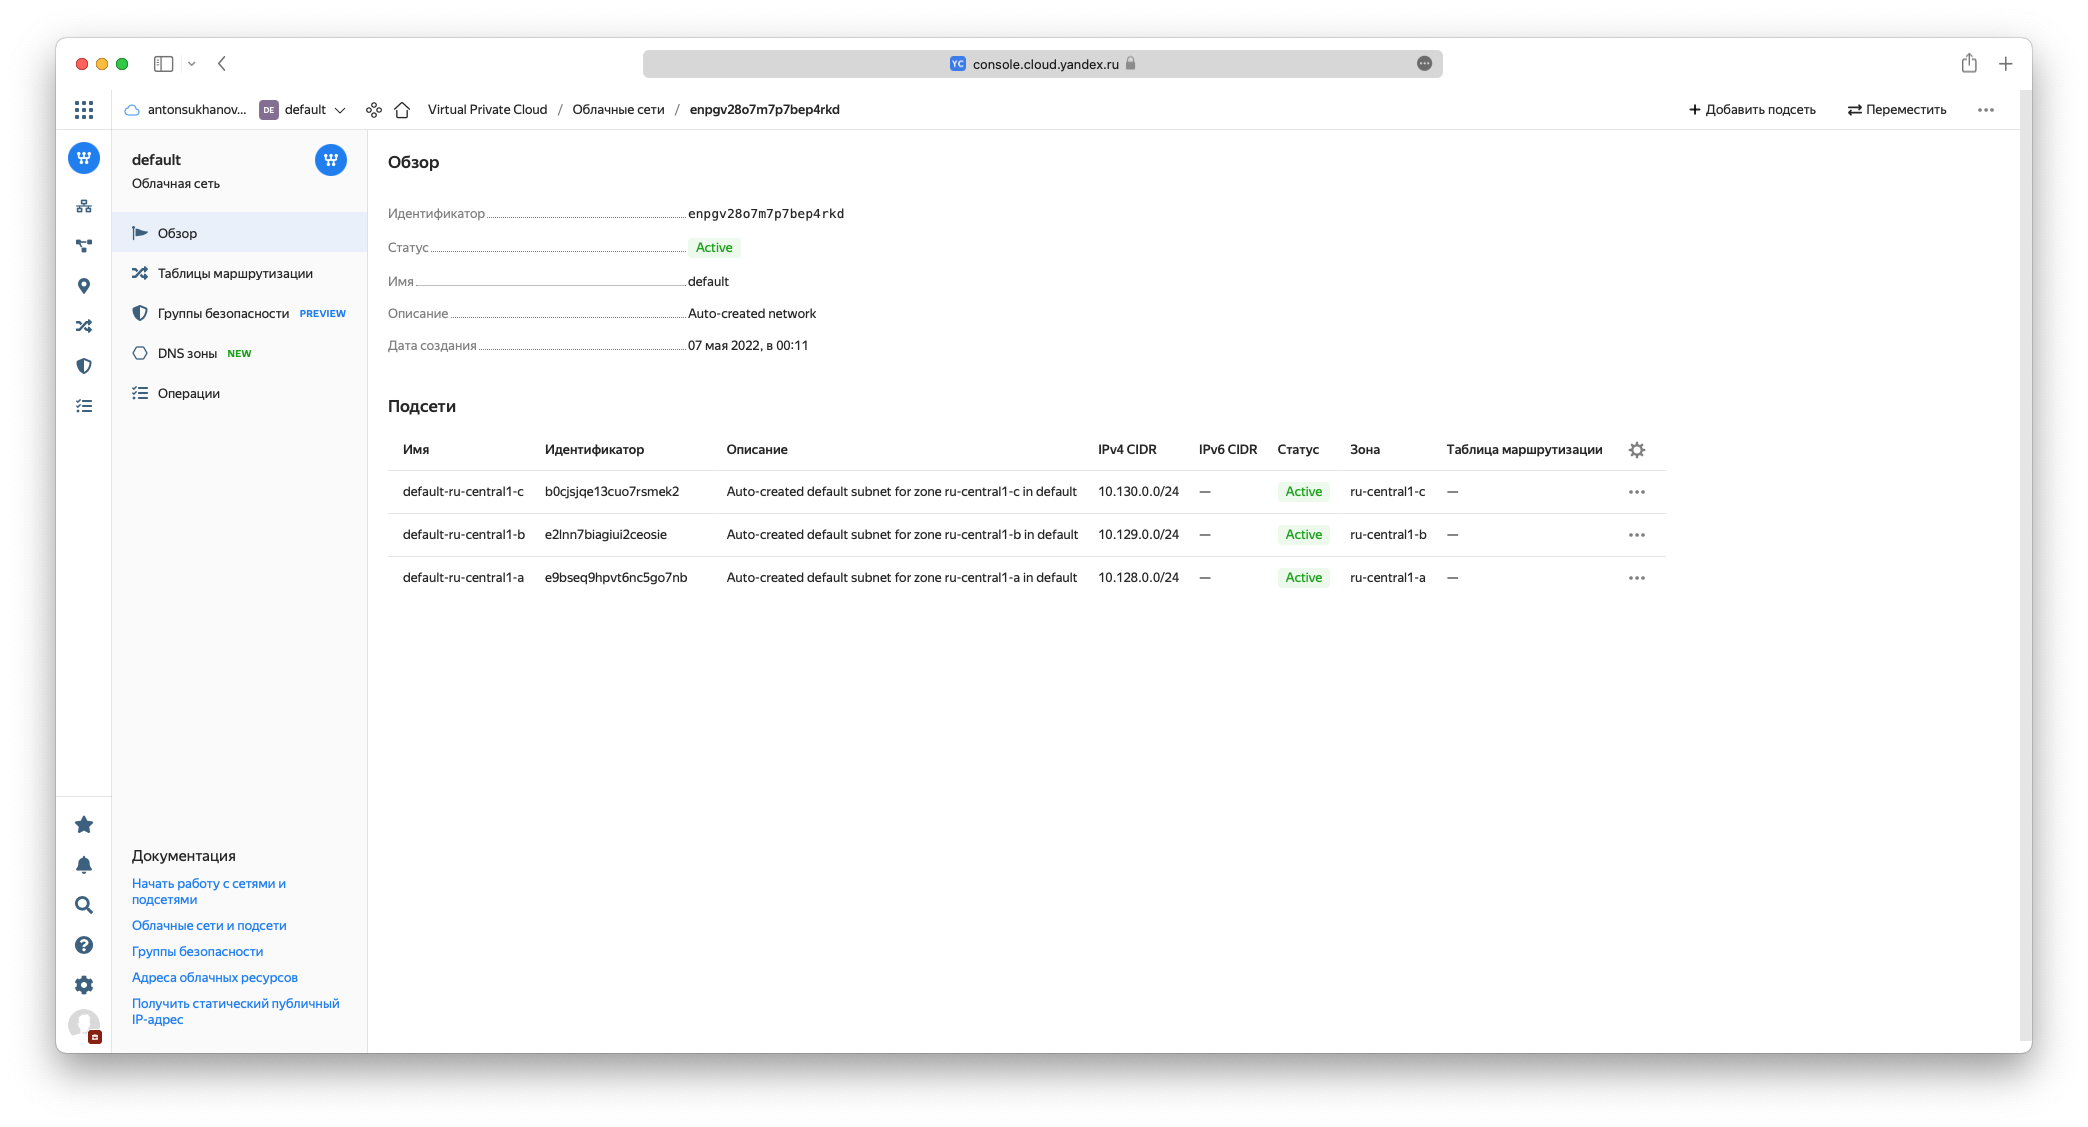 YC console.cloud.yandex.ru
antonsukhanov... DE default Virtual Private Cloud / Облачные сети / enpgv28o7m7p7bep4rkd + Добавить подсеть Переместить
default
Облачная сеть
Обзор
Таблицы маршрутизации
Группы безопасности PREVIEW
DNS зоны NEW
Операции
Документация
Начать работу с сетями и
подсетями
Облачные сети и подсети
Группы безопасности
Адреса облачных ресурсов
Получить статический публичный
IP-адрес
Обзор
Идентификатор enpgv28o7m7p7bep4rkd
Статус Active
Имя default
Описание Auto-created network
Дата создания 07 мая 2022, в 00:11
Подсети
Имя Идентификатор Описание IPv4 CIDR IPv6 CIDR Статус Зона Таблица маршрутизации
default-ru-central1-c b0cjsjqe13cuo7rsmek2 Auto-created default subnet for zone ru-central1-c in default 10.130.0.0/24 — Active ru-central1-c —
default-ru-central1-b e2lnn7biagiui2ceosie Auto-created default subnet for zone ru-central1-b in default 10.129.0.0/24 — Active ru-central1-b —
default-ru-central1-a e9bseq9hpvt6nc5go7nb Auto-created default subnet for zone ru-central1-a in default 10.128.0.0/24 — Active ru-central1-a —